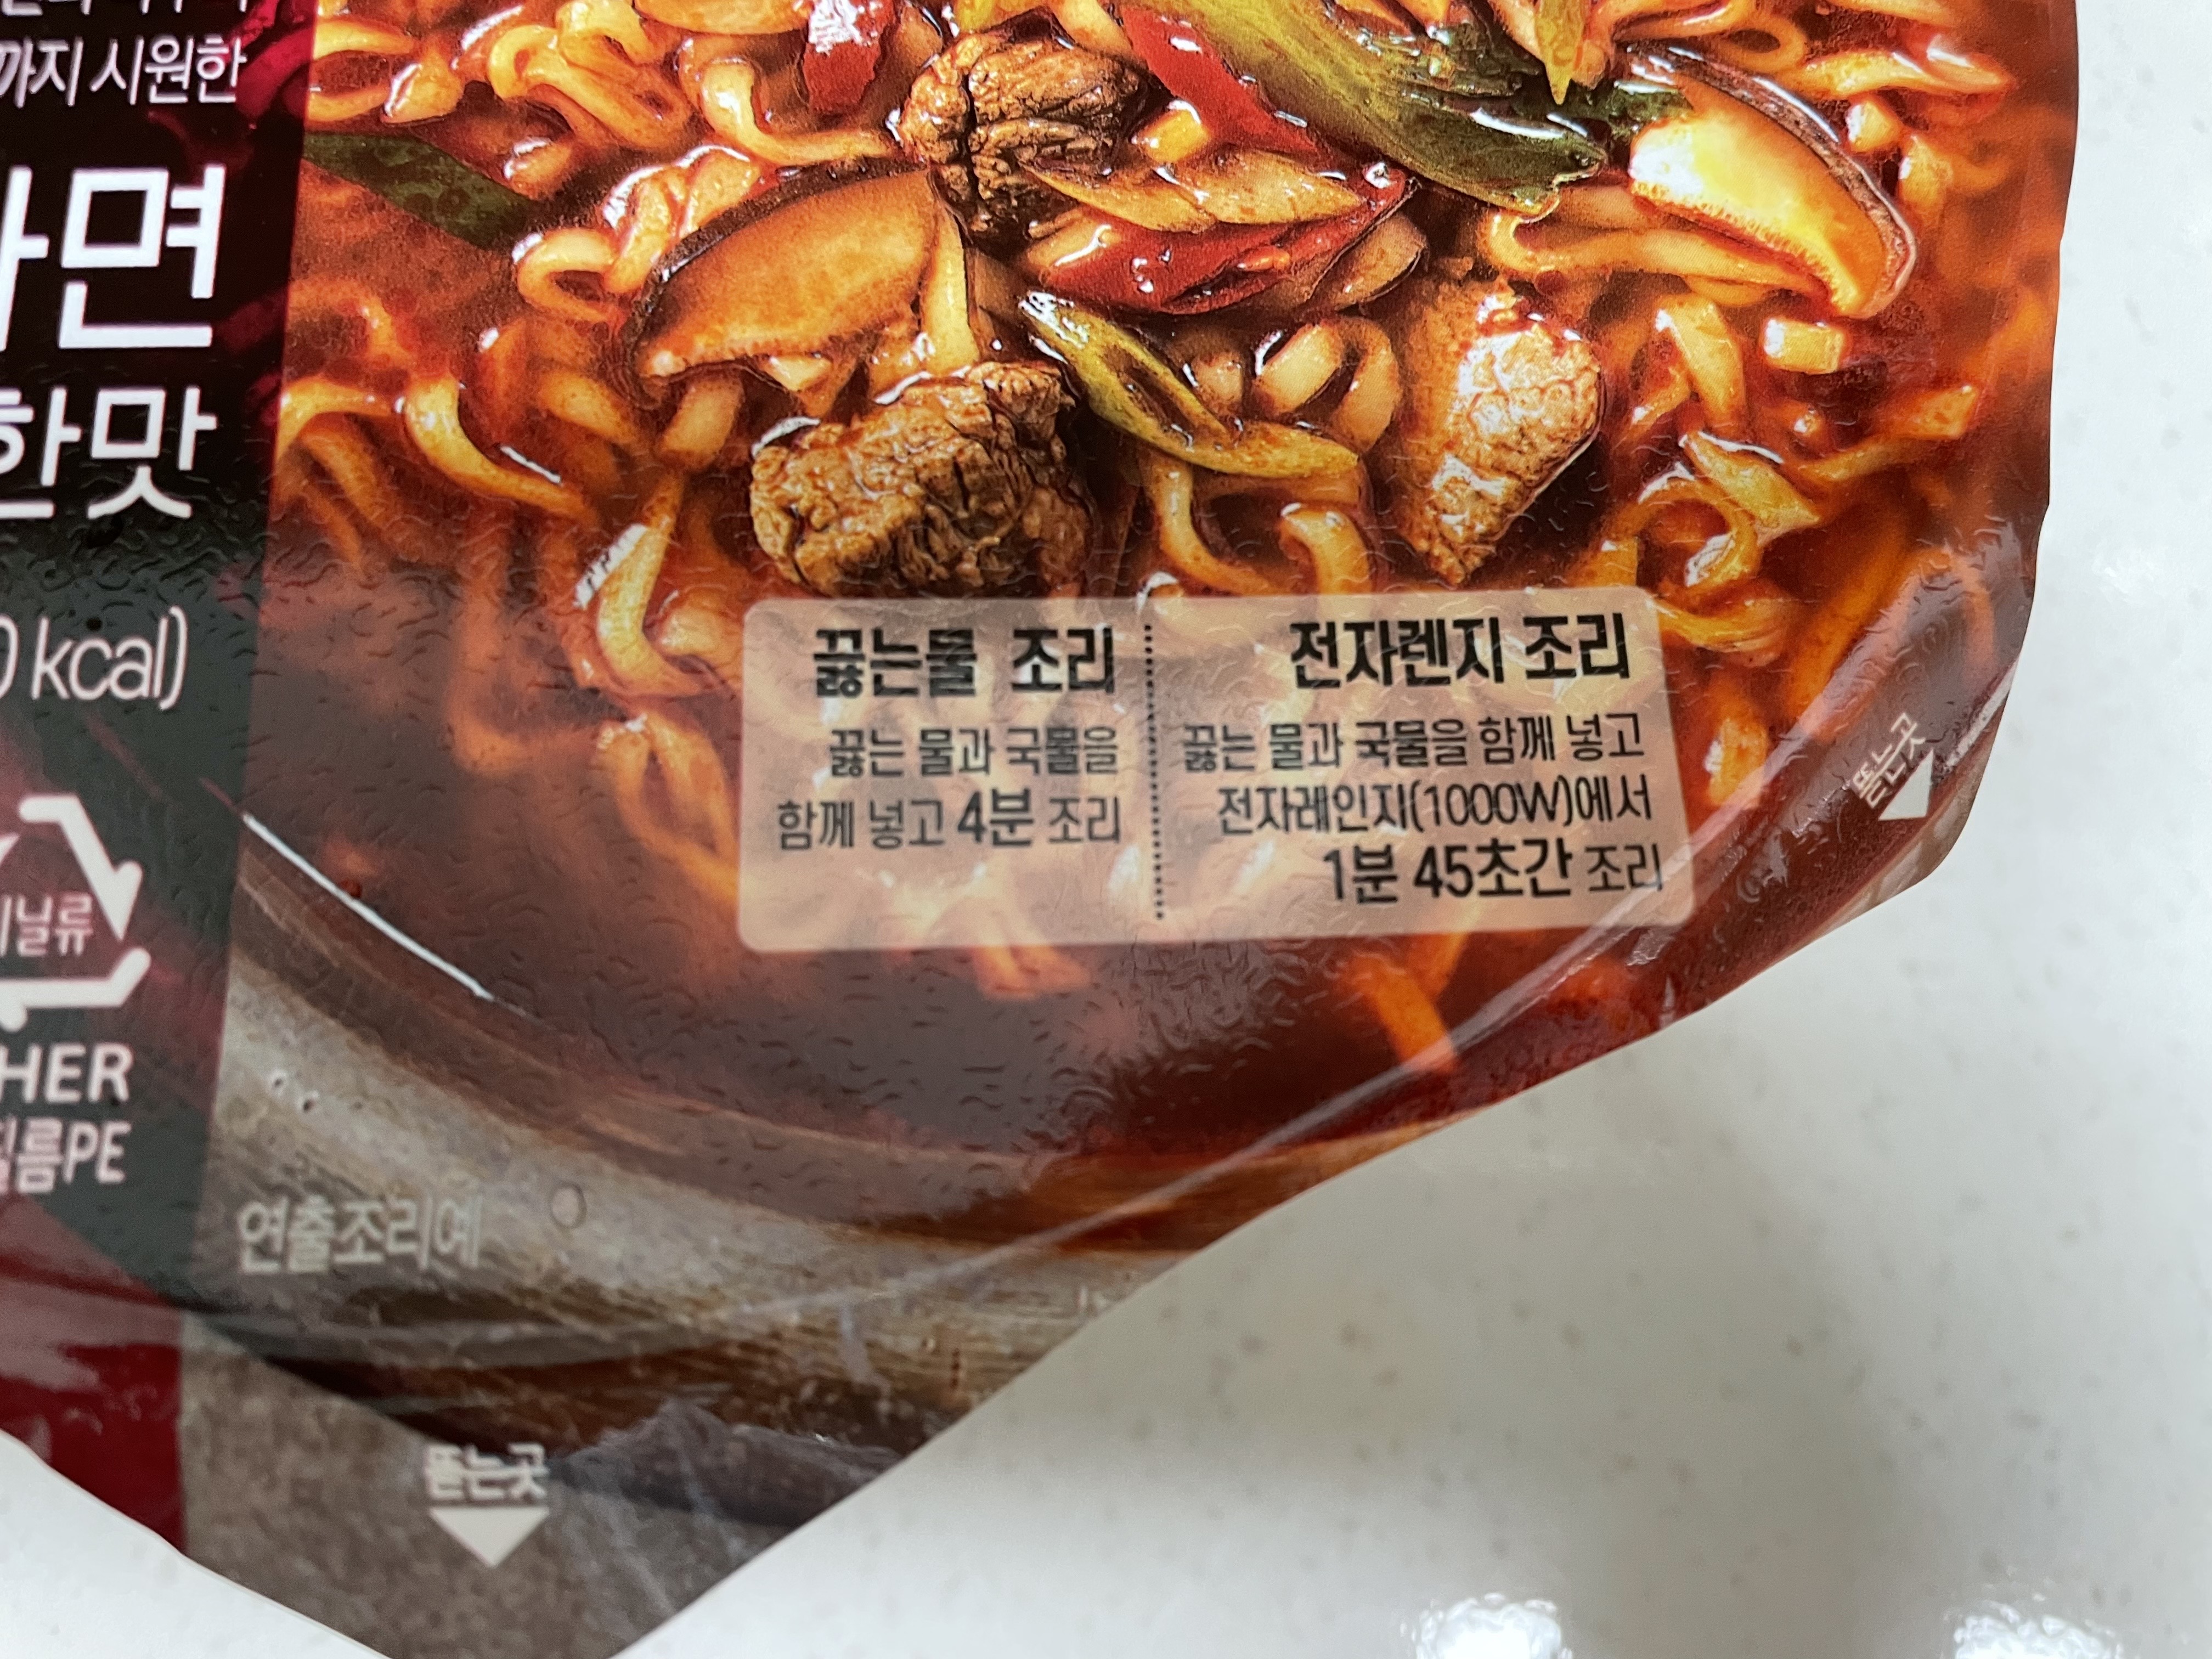 까지 시원한
면
한맛
0 kcal)
끓는물 조리
끓는 물과 국물을
함께 넣고 4분 조리
전자렌지 조리
끓는 물과 국물을 함께 넣고
전자레인지(1000W)에서
1분 45초간 조리
뜯는곳
비닐류
HER
필름PE
연출조리예
뜯는곳